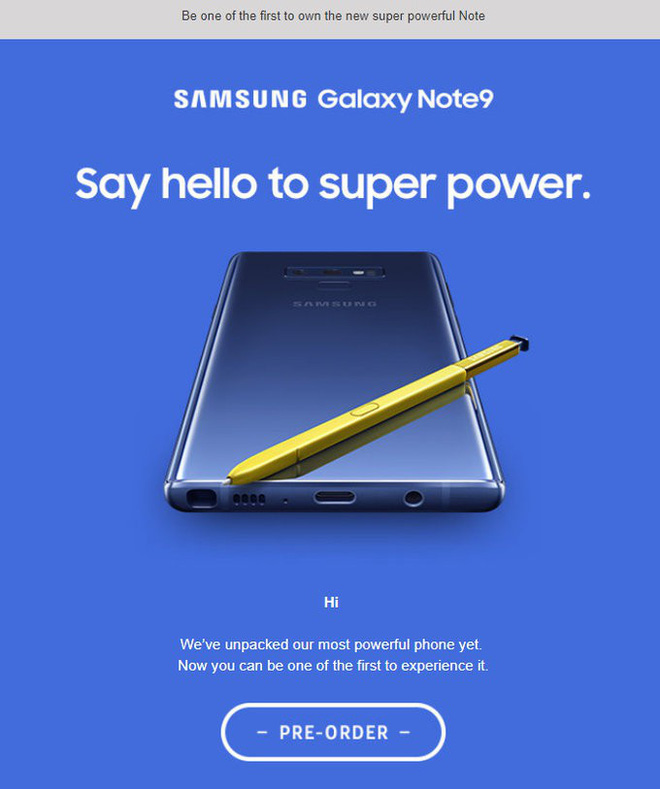 Be one of the first to own the new super powerful Note
SAMSUNG Galaxy Note9
Say hello to super power.
SAMSUNG
Hi
We've unpacked our most powerful phone yet.
Now you can be one of the first to experience it.
– PRE-ORDER –